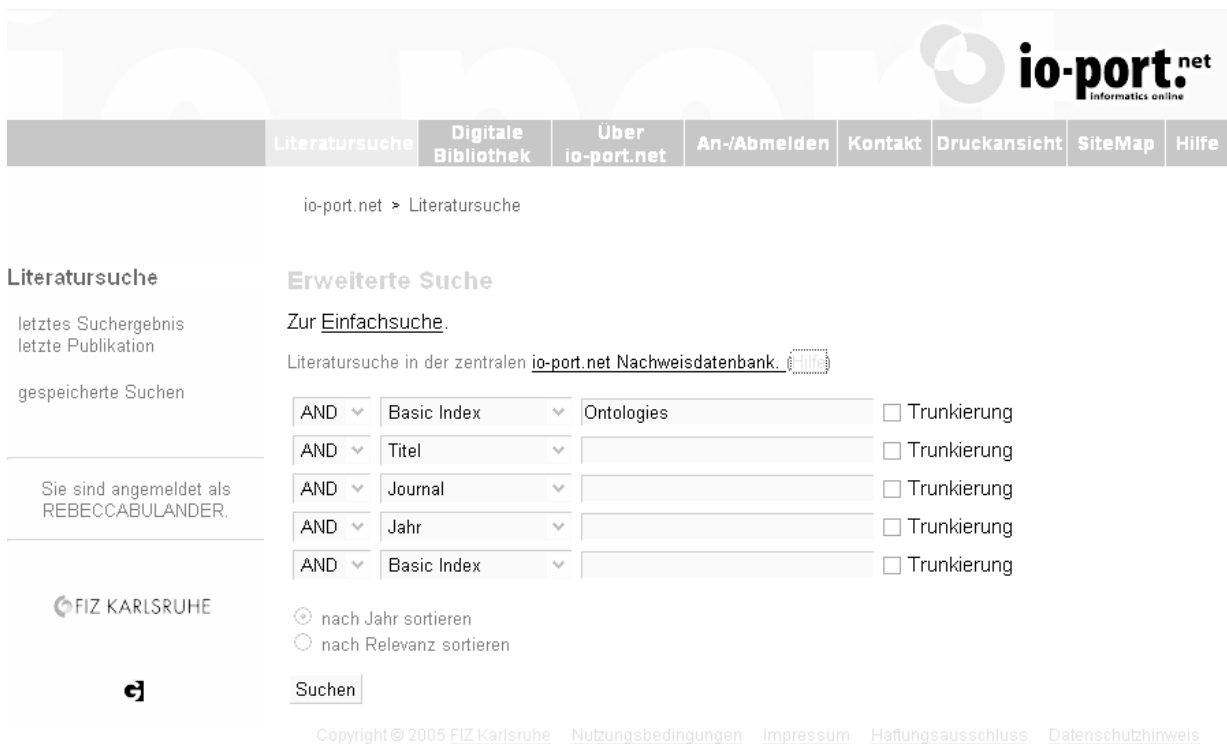 io-port.net
informatics online
Literatursuche Digitale Bibliothek Über io-port.net An-/Abmelden Kontakt Druckansicht SiteMap Hilfe
io-port.net > Literatursuche
Literatursuche
letztes Suchergebnis
letzte Publikation
gespeicherte Suchen
Sie sind angemeldet als
REBECCABULANDER.
FIZ KARLSRUHE
Erweiterte Suche
Zur Einfachsuche.
Literatursuche in der zentralen io-port.net Nachweisdatenbank. (Hilfe)
AND Basic Index Ontologies Trunkierung
AND Titel Trunkierung
AND Journal Trunkierung
AND Jahr Trunkierung
AND Basic Index Trunkierung
nach Jahr sortieren
nach Relevanz sortieren
Suchen
Copyright © 2005 FIZ Karlsruhe Nutzungsbedingungen Impressum Haftungsausschluss Datenschutzhinweis